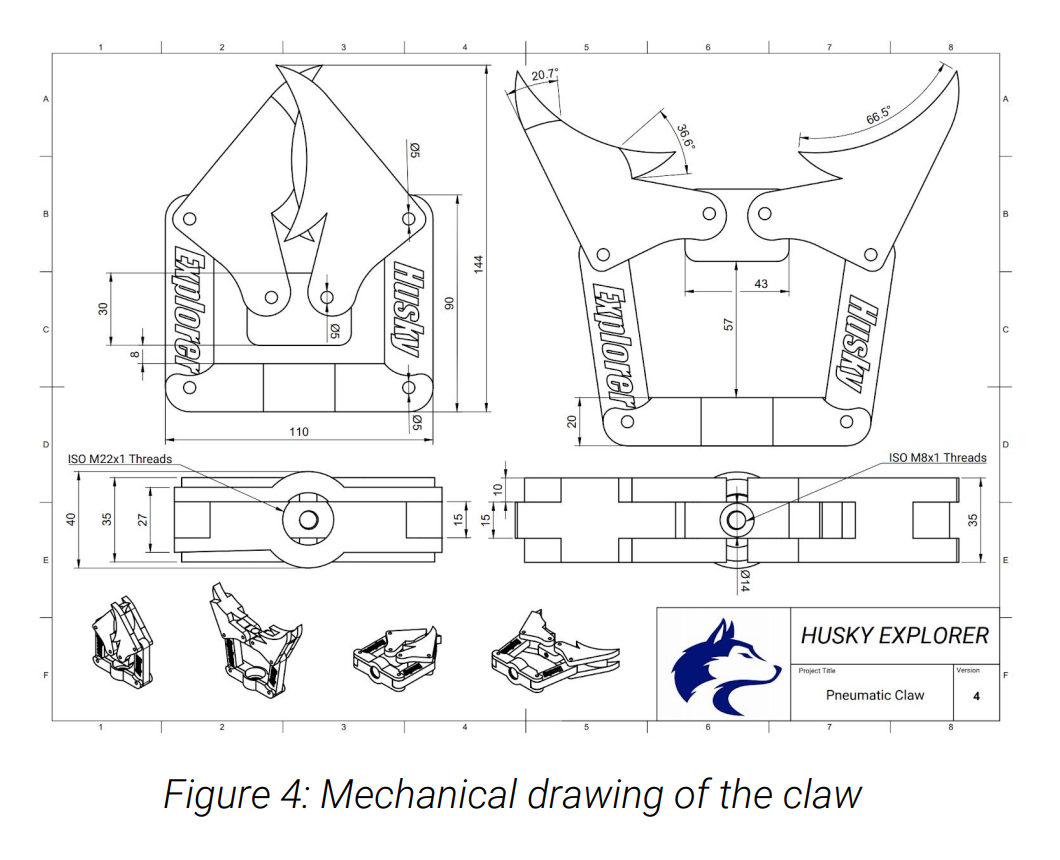 1 2 3 4 5 6 7 8
A A
20.7°
66.5°
36.6°
Ø5
B B
144
90
Explorer
Husky
43
30
Ø5
57
Explorer
Husky
C C
8
Ø5
20
110
D D
ISO M22x1 Threads
ISO M8x1 Threads
40
35
27
15
15
10
35
E E
Ø14
HUSKY EXPLORER
Project Title
Version
Pneumatic Claw
4
F F
1 2 3 4 5 6 7 8
Figure 4: Mechanical drawing of the claw